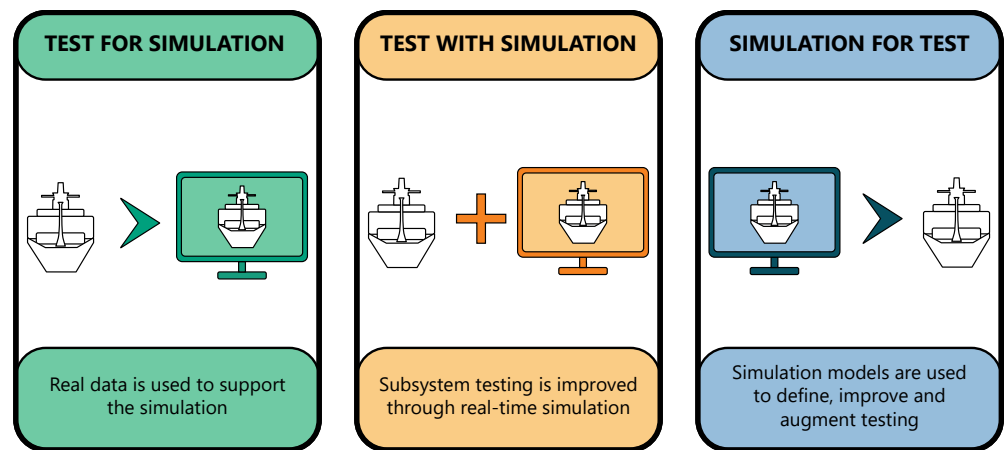 TEST FOR SIMULATION
Real data is used to support
the simulation
TEST WITH SIMULATION
Subsystem testing is improved
through real-time simulation
SIMULATION FOR TEST
Simulation models are used
to define, improve and
augment testing